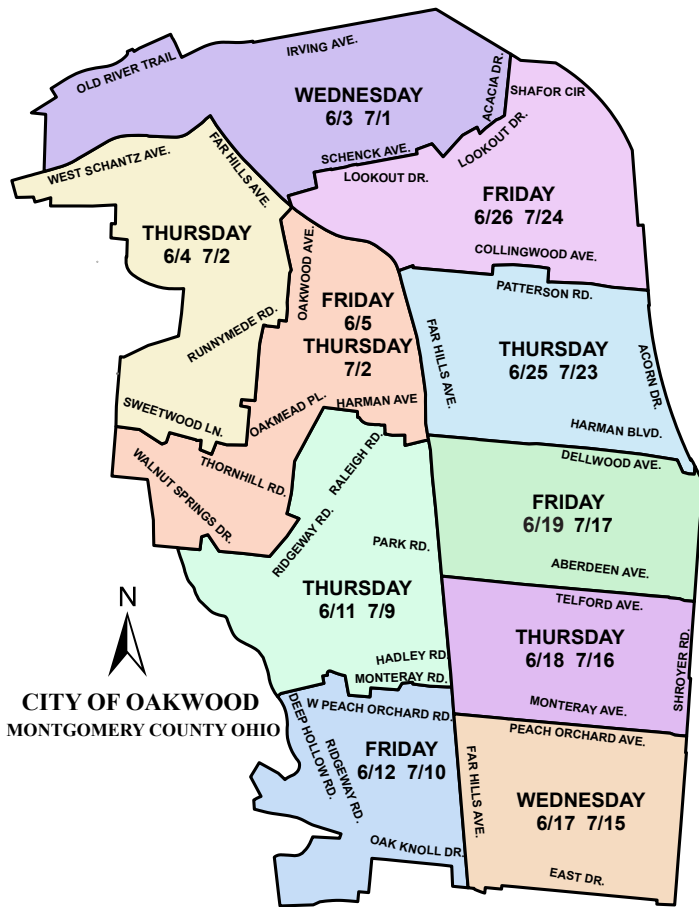 OLD RIVER TRAIL
IRVING AVE.
ACACIA DR.
SHAFOR CIR
WEDNESDAY
6/3 7/1
SCHENCK AVE.
LOOKOUT DR.
LOOKOUT DR.
WEST SCHANTZ AVE.
FAR HILLS AVE.
FRIDAY
6/26 7/24
COLLINGWOOD AVE.
THURSDAY
6/4 7/2
RUNNYMEDE RD.
SWEETWOOD LN.
OAKWOOD AVE.
FRIDAY
6/5
THURSDAY
7/2
OAKMEAD PL.
HARMAN AVE
THORNHILL RD.
WALNUT SPRINGS DR.
PATTERSON RD.
FAR HILLS AVE.
THURSDAY
6/25 7/23
ACORN DR.
HARMAN BLVD.
RALEIGH RD.
RIDGEWAY RD.
PARK RD.
THURSDAY
6/11 7/9
HADLEY RD.
MONTERAY RD.
DELLWOOD AVE.
FRIDAY
6/19 7/17
ABERDEEN AVE.
TELFORD AVE.
THURSDAY
6/18 7/16
SHROYER RD.
MONTERAY AVE.
N
CITY OF OAKWOOD
MONTGOMERY COUNTY OHIO
W PEACH ORCHARD RD.
DEEP HOLLOW RD.
RIDGEWAY RD.
FRIDAY
6/12 7/10
OAK KNOLL DR.
FAR HILLS AVE.
PEACH ORCHARD AVE.
WEDNESDAY
6/17 7/15
EAST DR.